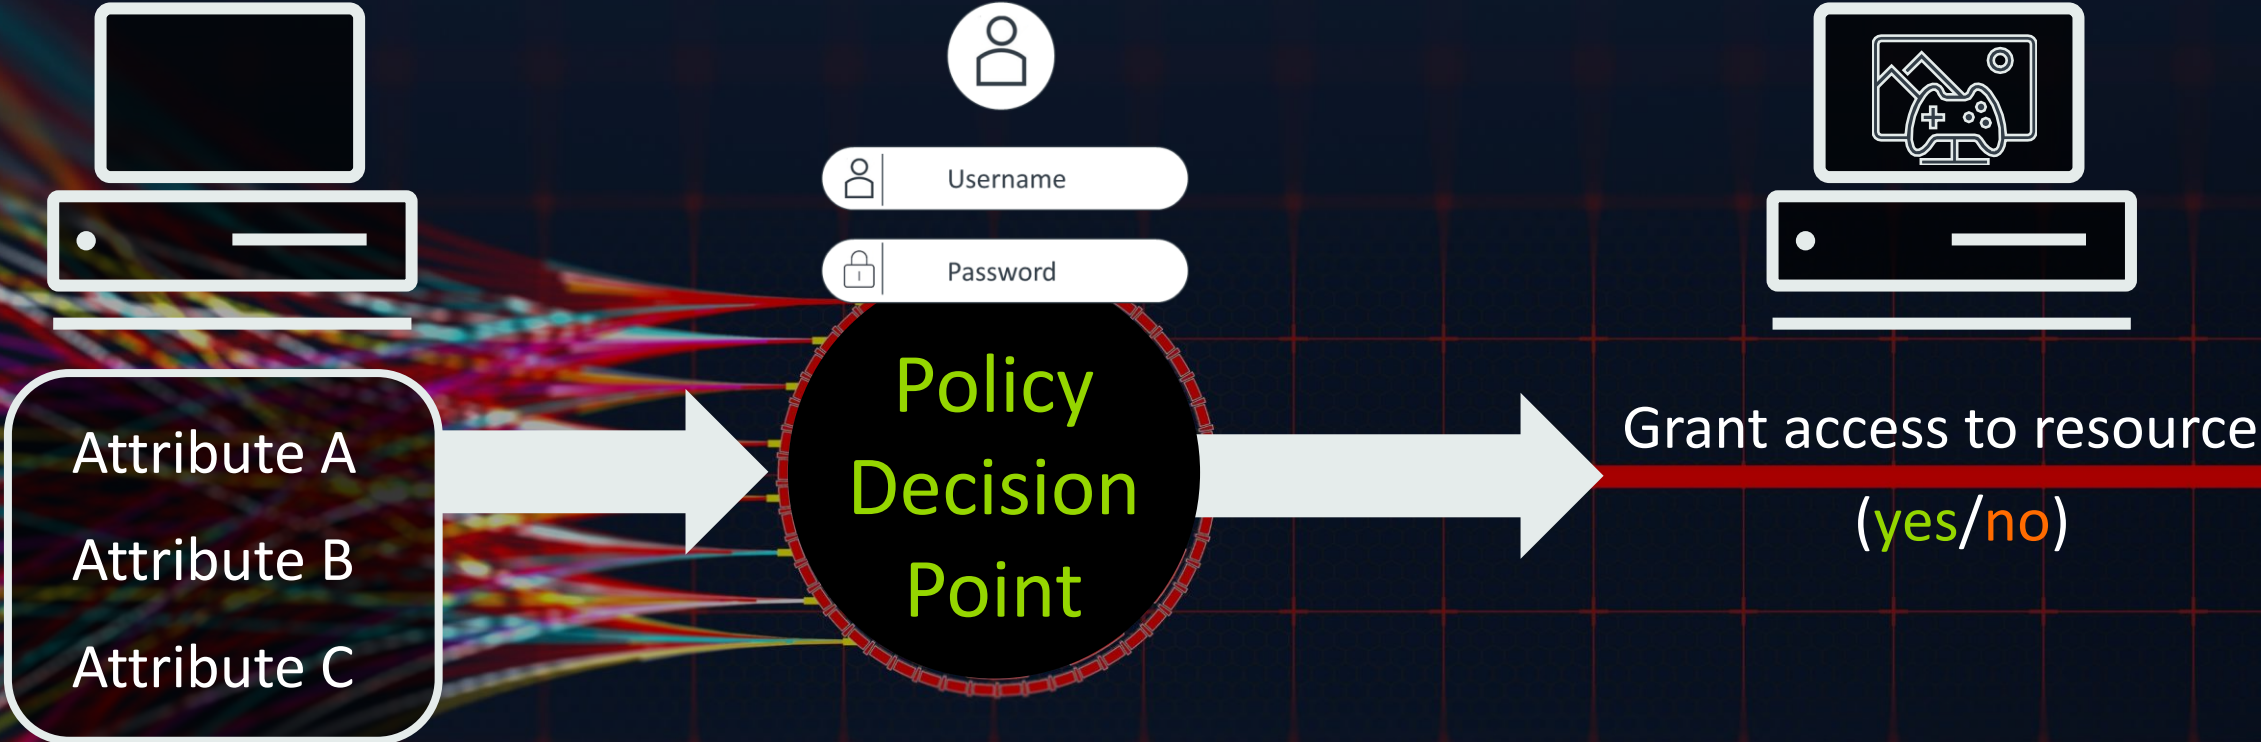 Username
Password
Attribute A
Attribute B
Attribute C
Policy
Decision
Point
Grant access to resource
(yes/no)